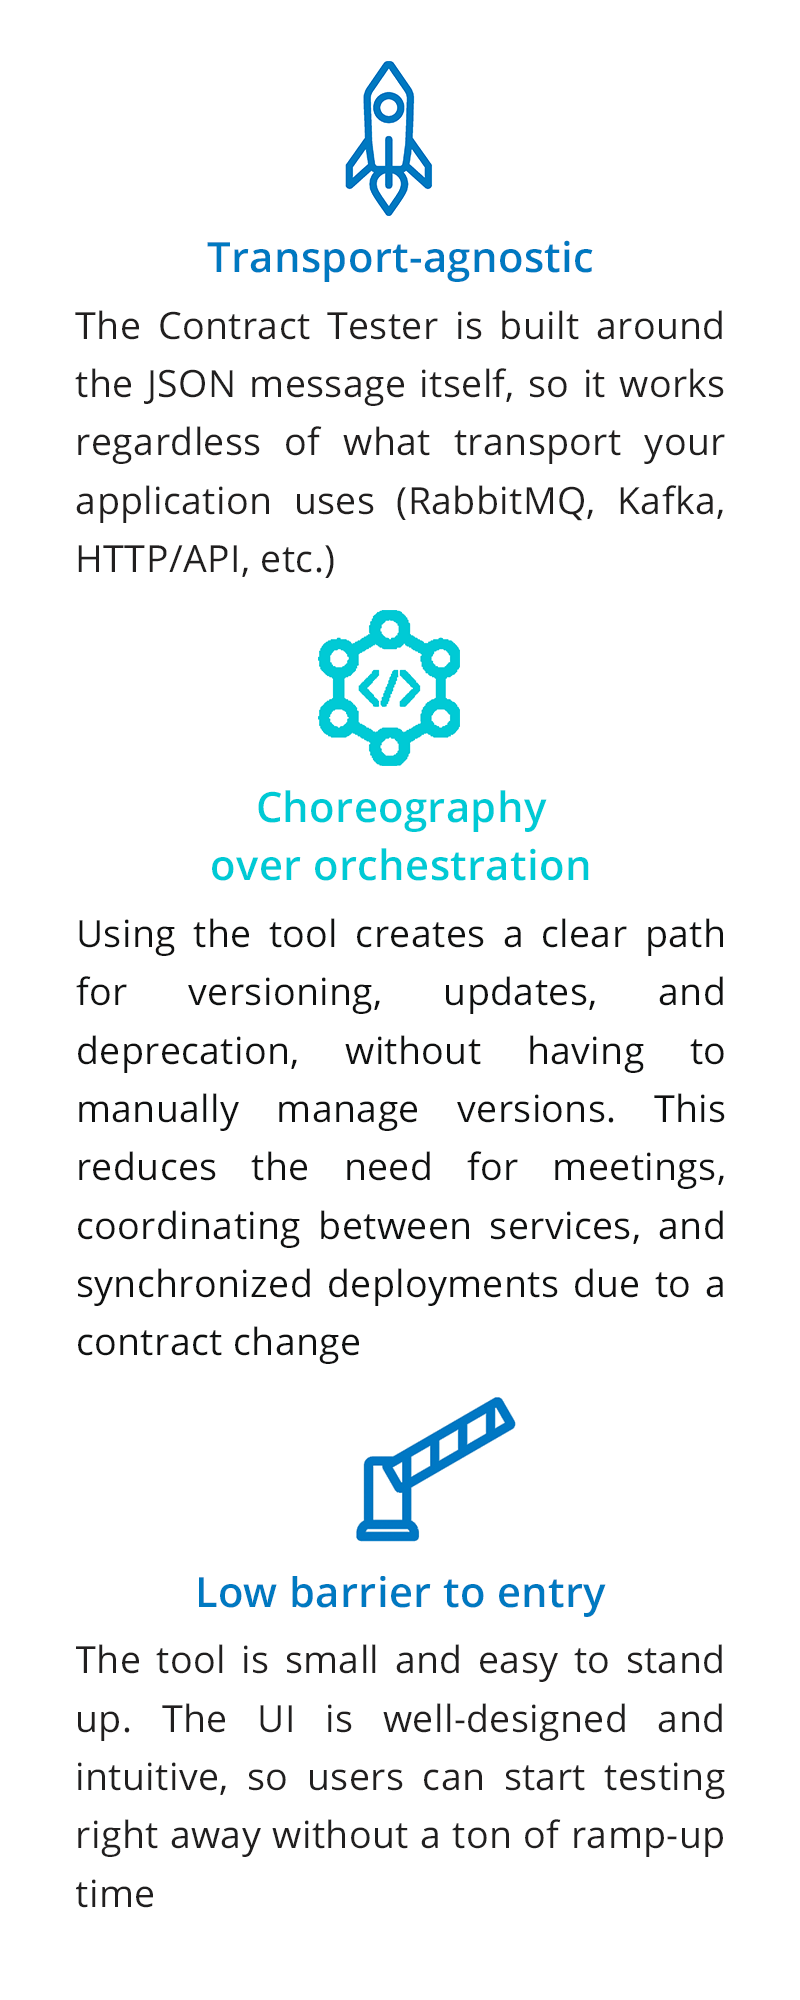 Transport-agnostic
The Contract Tester is built around
the JSON message itself, so it works
regardless of what transport your
application uses (RabbitMQ, Kafka,
HTTP/API, etc.)
</>
Choreography
over orchestration
Using the tool creates a clear path
for versioning, updates, and
deprecation, without having to
manually manage versions. This
reduces the need for meetings,
coordinating between services, and
synchronized deployments due to a
contract change
Low barrier to entry
The tool is small and easy to stand
up. The UI is well-designed and
intuitive, so users can start testing
right away without a ton of ramp-up
time